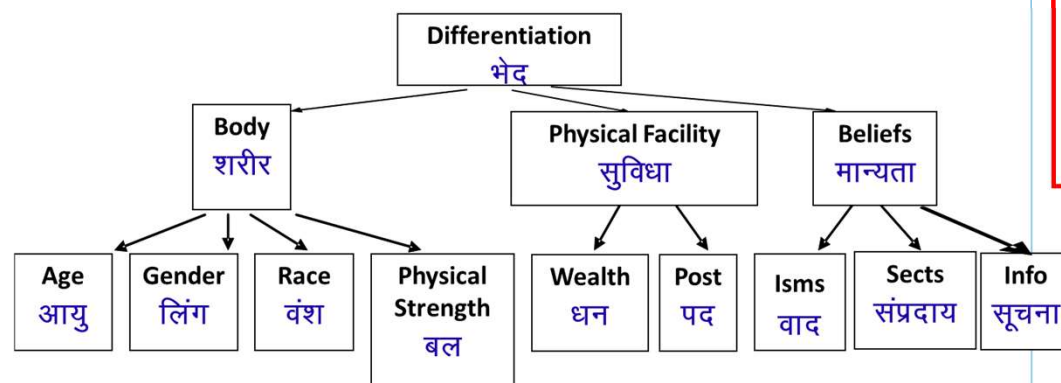 Differentiation
भेद
Body
शरीर
Physical Facility
सुविधा
Beliefs
मान्यता
Age
आयु
Gender
लिंग
Race
वंश
Physical
Strength
बल
Wealth
धन
Post
पद
Isms
वाद
Sects
संप्रदाय
Info
सूचना